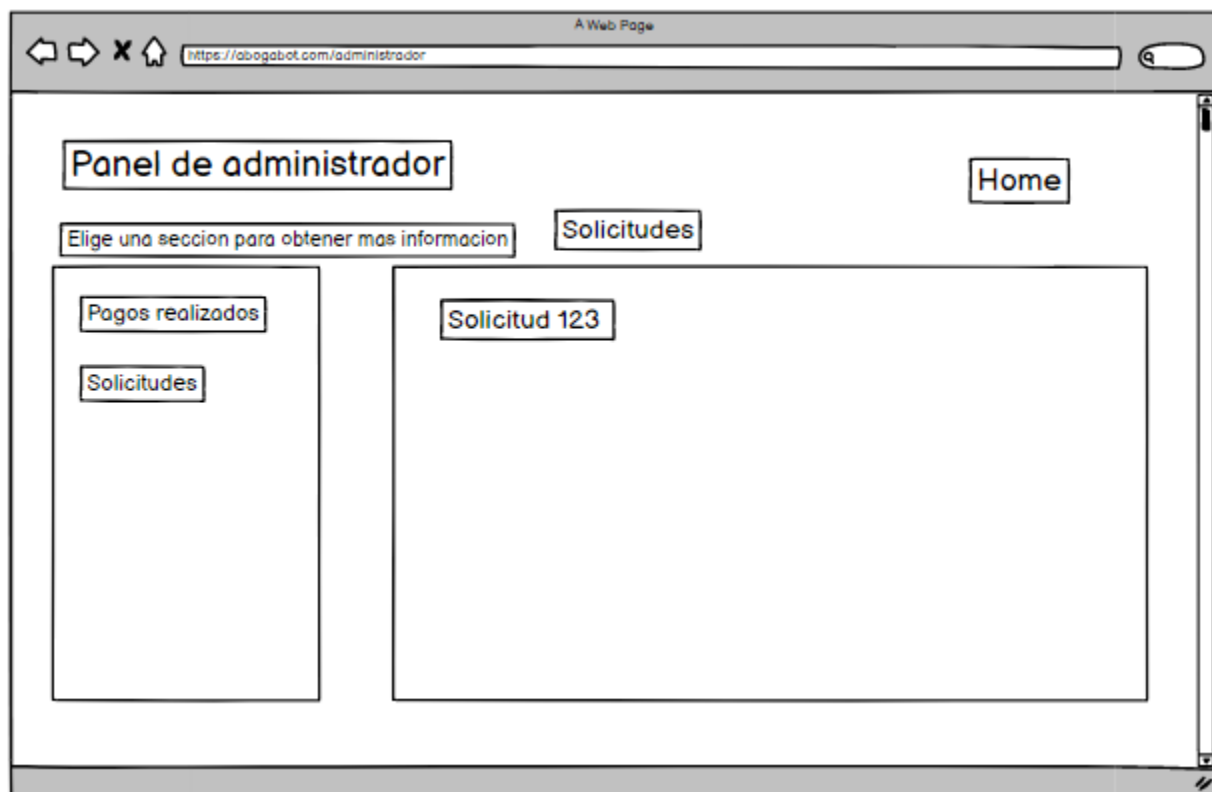 A Web Page
https://abogabot.com/administrador
Panel de administrador
Home
Elige una seccion para obtener mas informacion
Solicitudes
Pagos realizados
Solicitudes
Solicitud 123